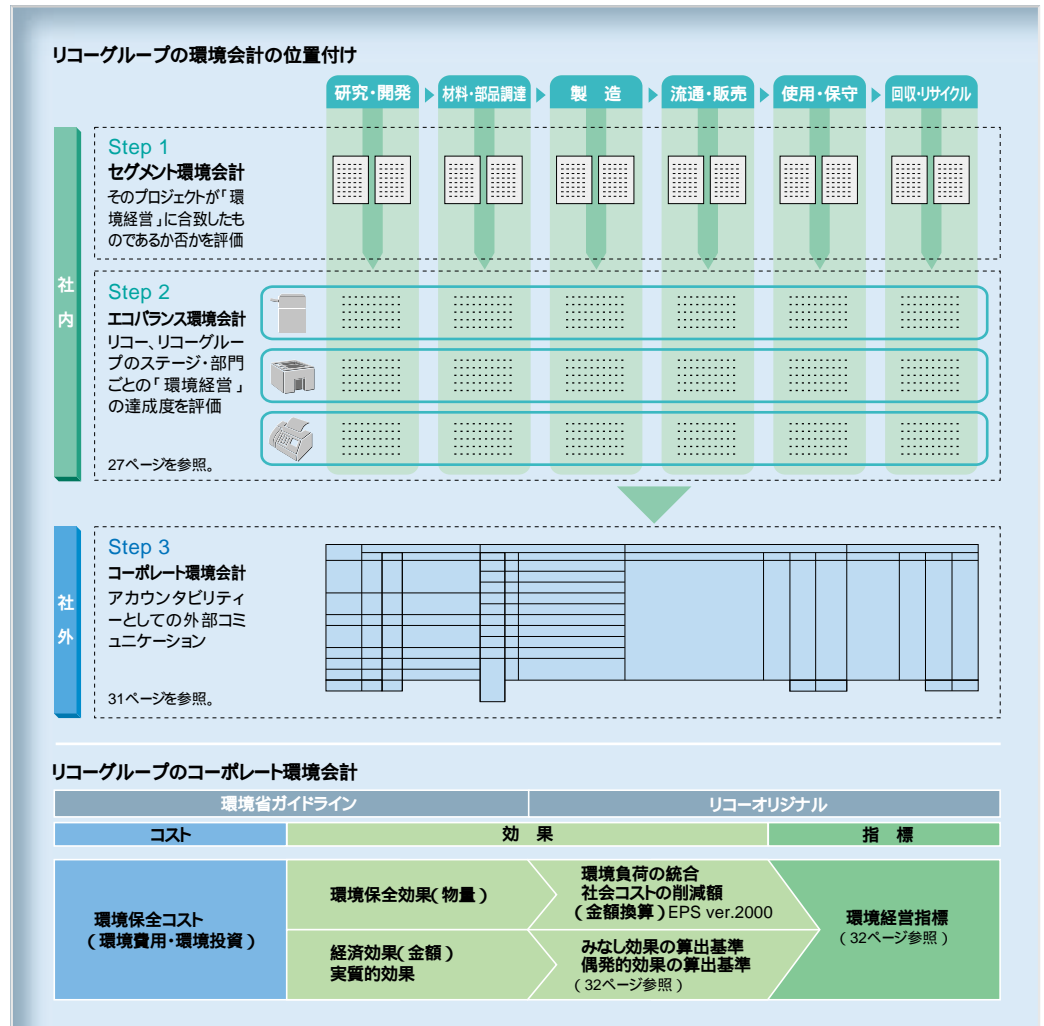 リコーグループの環境会計の位置付け
研究・開発
材料・部品調達
製 造
流通・販売
使用・保守
回収・リサイクル
社内
Step 1
セグメント環境会計
そのプロジェクトが「環
境経営」に合致したも
のであるか否かを評価
Step 2
エコバランス環境会計
リコー、リコーグルー
プのステージ・部門
ごとの「環境経営」
の達成度を評価
27ページを参照。
社外
Step 3
コーポレート環境会計
アカウンタビリティ
ーとしての外部コミ
ュニケーション
31ページを参照。
リコーグループのコーポレート環境会計
環境省ガイドライン
リコーオリジナル
コスト
効 果
指 標
環境保全コスト
(環境費用・環境投資)
環境保全効果(物量)
環境負荷の統合
社会コストの削減額
(金額換算)EPS ver.2000
経済効果(金額)
実質的効果
みなし効果の算出基準
偶発的効果の算出基準
(32ページ参照)
環境経営指標
(32ページ参照)